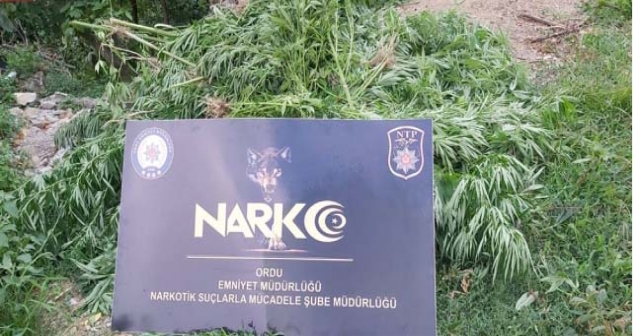 NTP
NARKO
ORDU
EMNİYET MÜDÜRLÜĞÜ
NARKOTİK SUÇLARLA MÜCADELE ŞUBE MÜDÜRLÜĞÜ